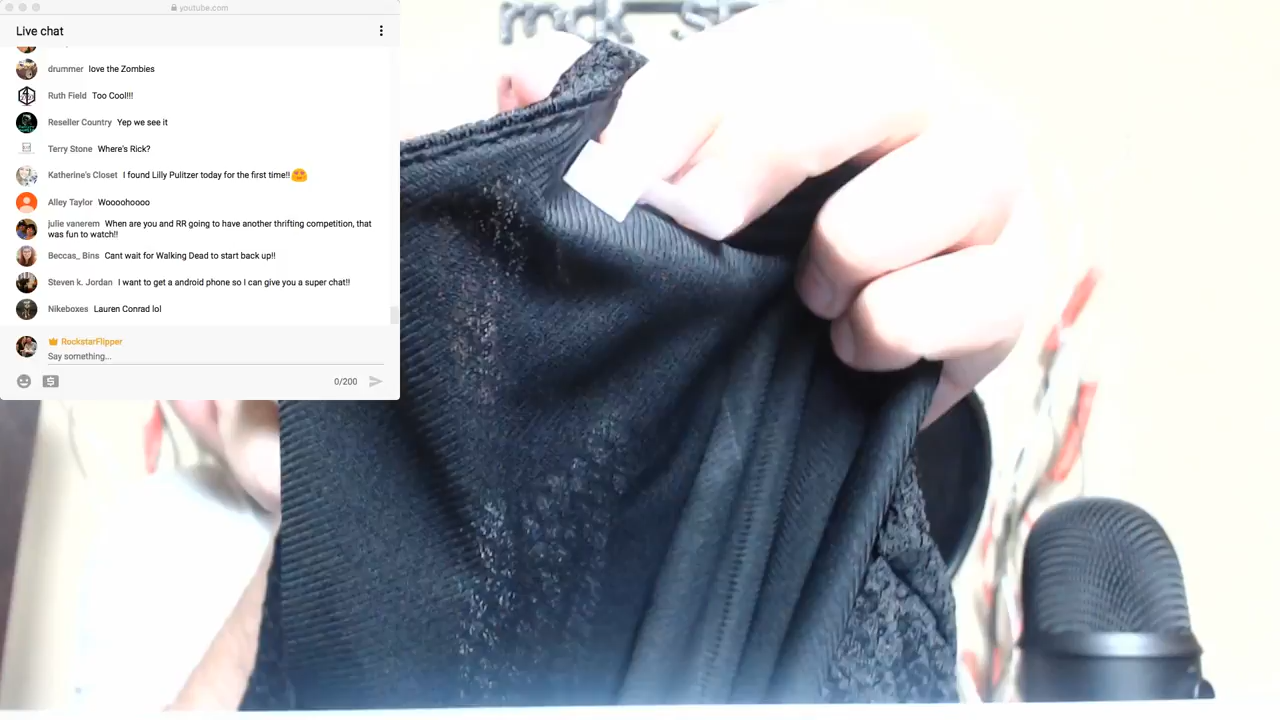 youtube.com
Live chat
drummer love the Zombies
Ruth Field Too Cool!!!
Reseller Country Yep we see it
Terry Stone Where's Rick?
Katherine's Closet I found Lilly Pulitzer today for the first time!!
Alley Taylor Woooohoooo
julie vanerem When are you and RR going to have another thrifting competition, that
was fun to watch!!
Beccas_ Bins Cant wait for Walking Dead to start back up!!
Steven k. Jordan I want to get a android phone so I can give you a super chat!!
Nikeboxes Lauren Conrad lol
RockstarFlipper
Say something...
0/200